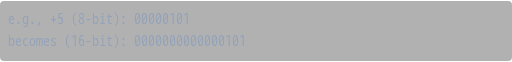 e.g., +5 (8-bit): 00000101
becomes (16-bit): 0000000000000101